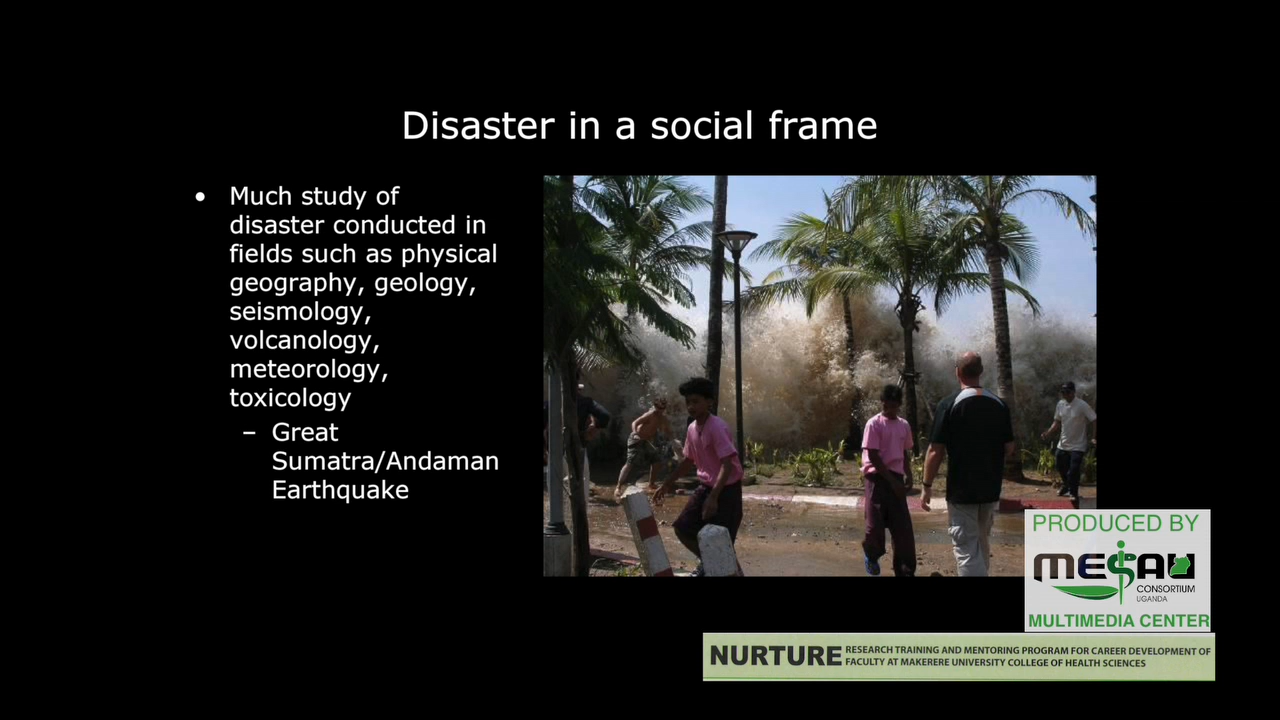 Disaster in a social frame
• Much study of
disaster conducted in
fields such as physical
geography, geology,
seismology,
volcanology,
meteorology,
toxicology
– Great
Sumatra/Andaman
Earthquake
PRODUCED BY
MESAU
CONSORTIUM
UGANDA
MULTIMEDIA CENTER
NURTURE RESEARCH TRAINING AND MENTORING PROGRAM FOR CAREER DEVELOPMENT OF
FACULTY AT MAKERERE UNIVERSITY COLLEGE OF HEALTH SCIENCES